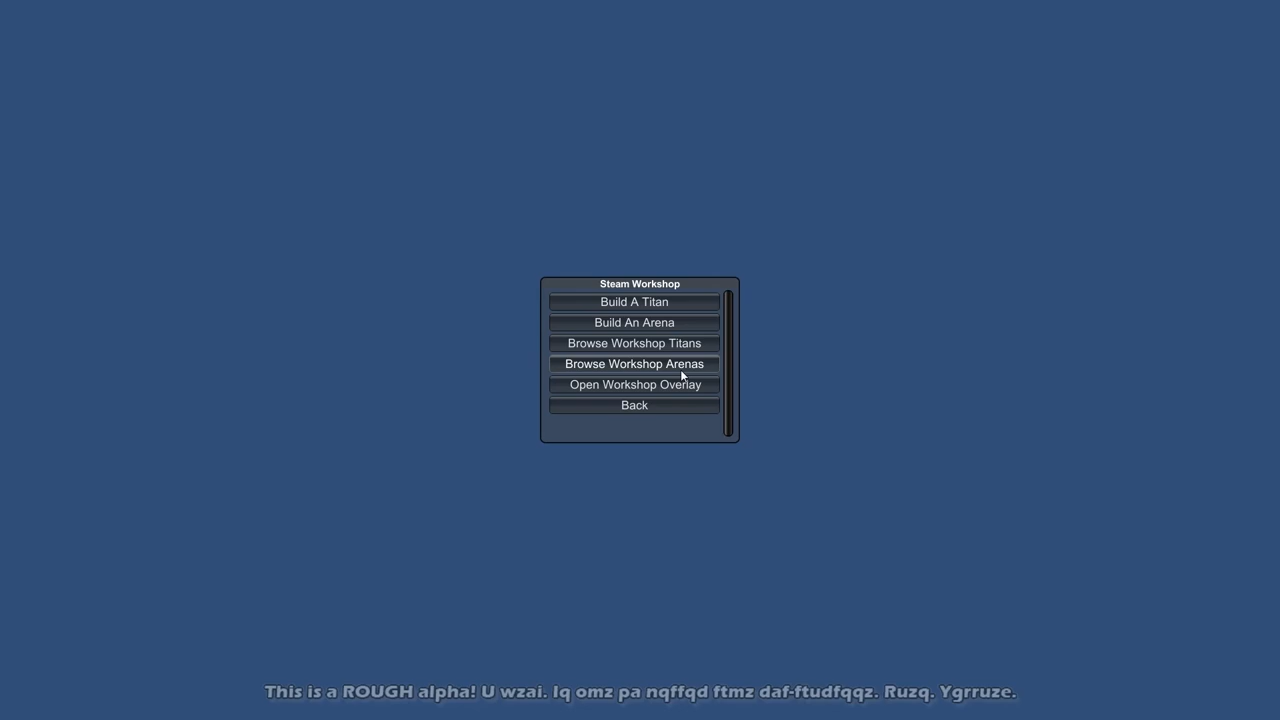 Steam Workshop
Build A Titan
Build An Arena
Browse Workshop Titans
Browse Workshop Arenas
Open Workshop Overlay
Back
This is a ROUGH alpha! U wzai. Iq omz pa nqffqd ftmz daf-ftudfqqz. Ruzq. Ygrruze.